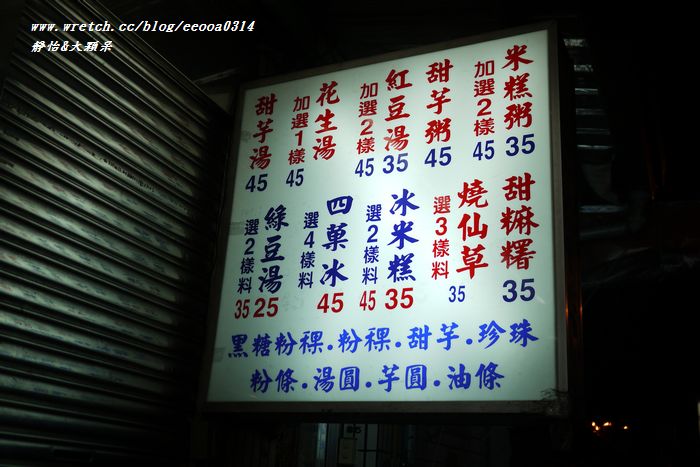 www.wretch.cc/blog/eeooa0314
靜怡&大顆呆
米糕粥
35
加選2樣
45
甜芋粥
45
紅豆湯
35
加選2樣
45
花生湯
加選1樣
45
甜芋湯
45
甜麻糬
35
燒仙草
選3樣料
35
冰米糕
35
選2樣料
45
四菓冰
選4樣料
45
綠豆湯
25
選2樣料
35
黑糖粉粿.粉粿.甜芋.珍珠
粉條.湯圓.芋圓.油條